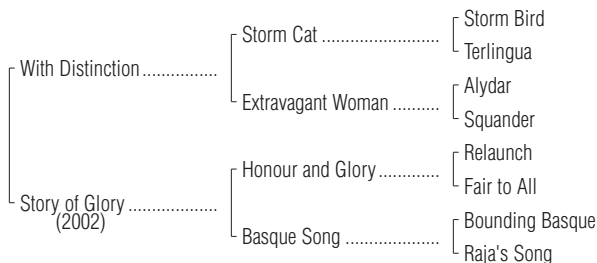 Storm Bird
Storm Cat ..........................
Terlingua
With Distinction ................
Alydar
Extravagant Woman ..........
Squander
Relaunch
Honour and Glory .............
Fair to All
Story of Glory ...................
(2002)
Bounding Basque
Basque Song ....................
Raja's Song